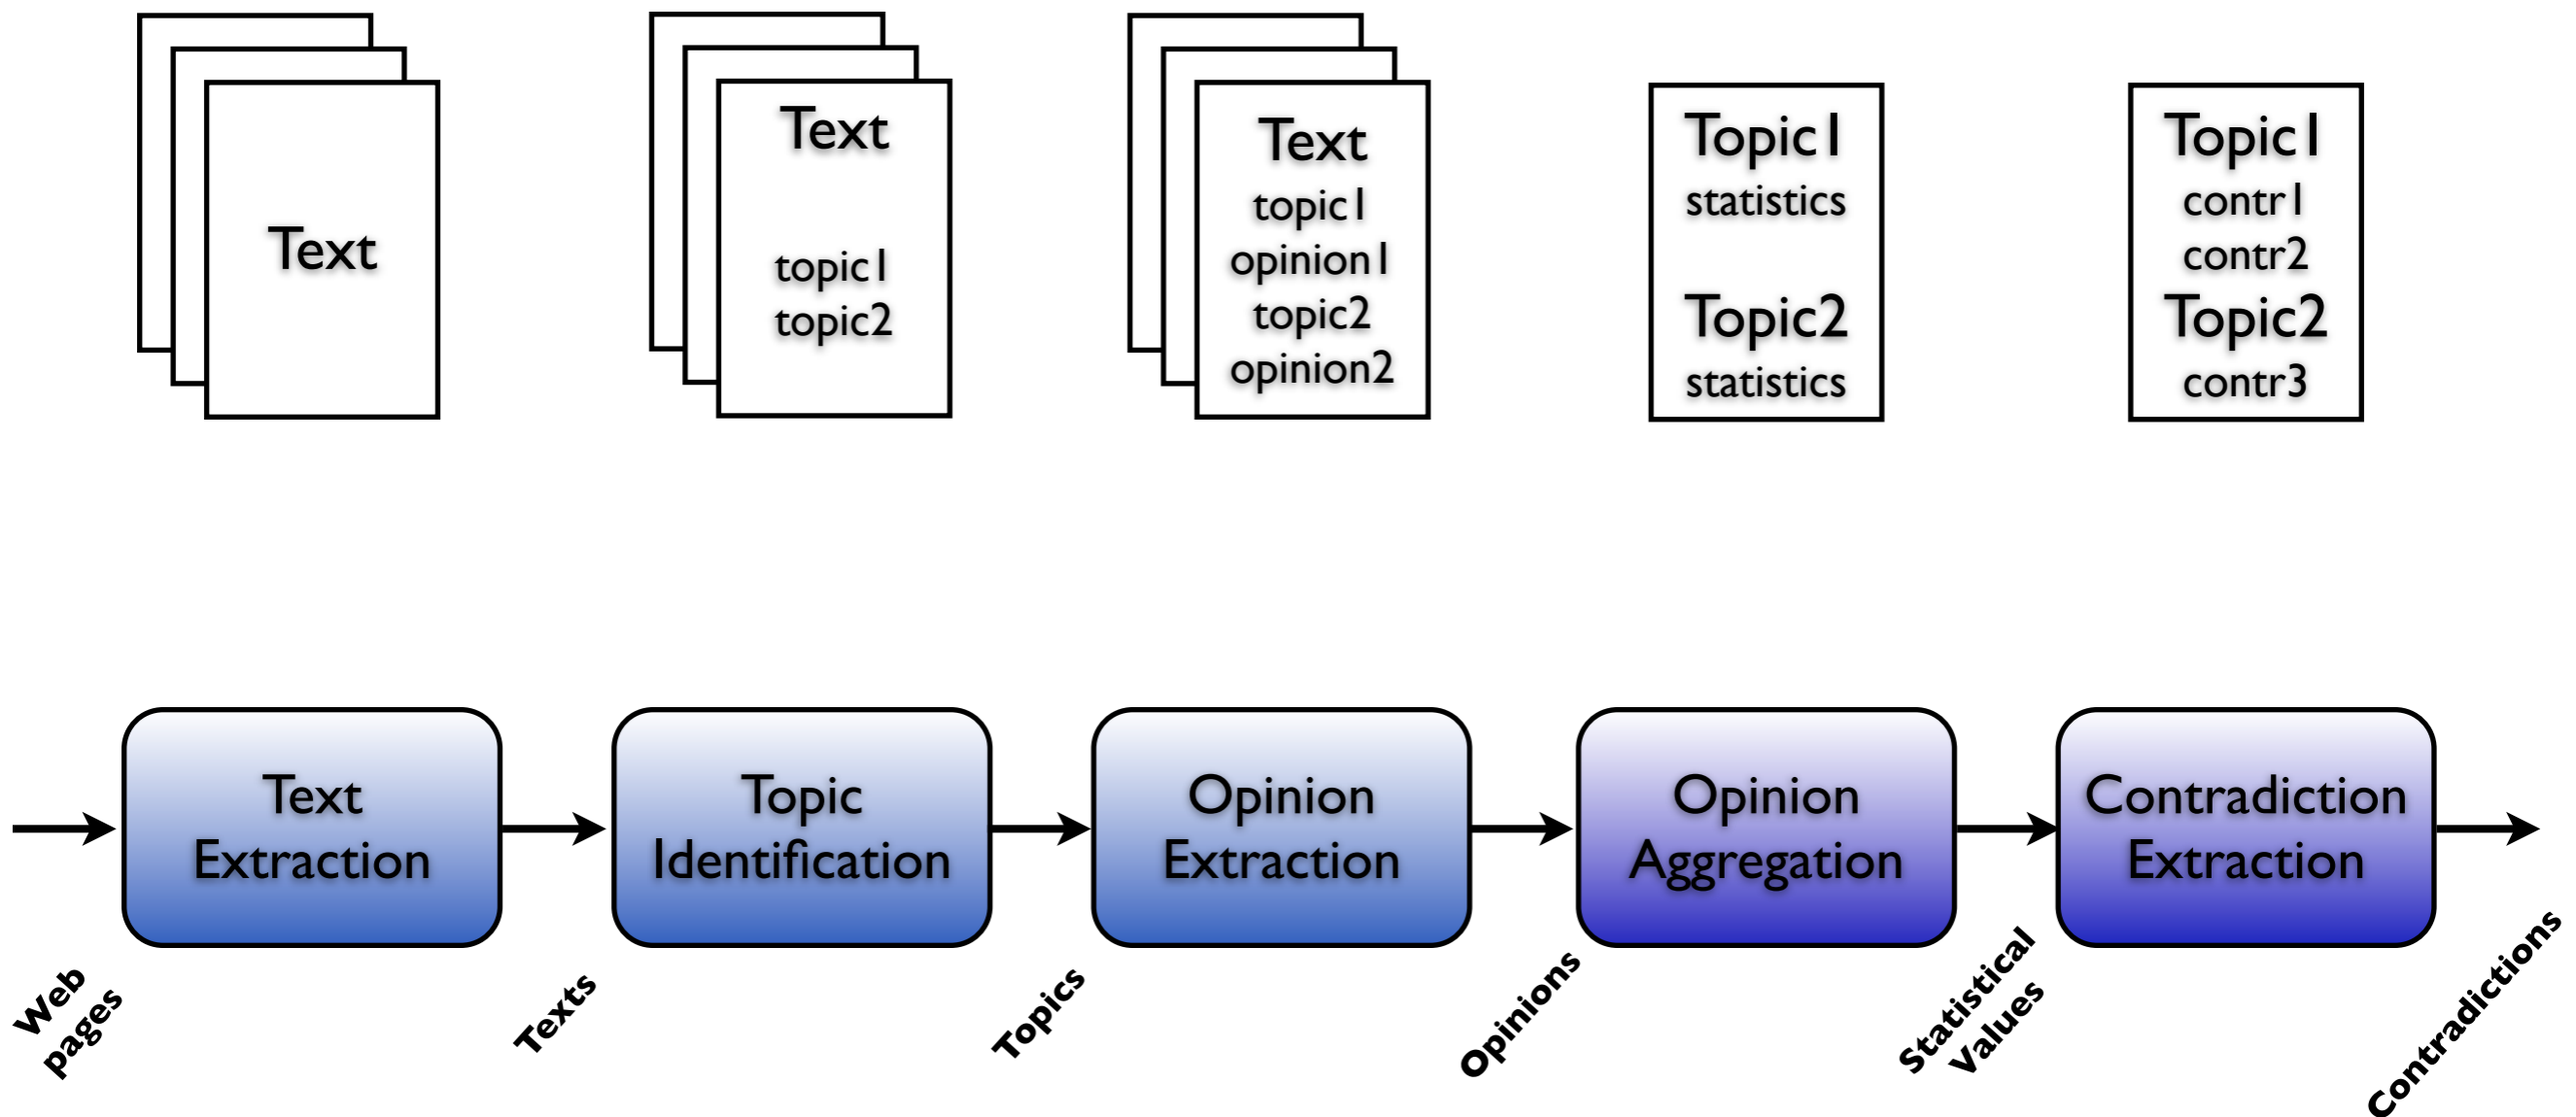 Text
Text
topic1
topic2
Text
topic1
opinion1
topic2
opinion2
Topic1
statistics
Topic2
statistics
Topic1
contr1
contr2
Topic2
contr3
Text
Extraction
Topic
Identification
Opinion
Extraction
Opinion
Aggregation
Contradiction
Extraction
Web
pages
Texts
Topics
Opinions
Statistical
Values
Contradictions